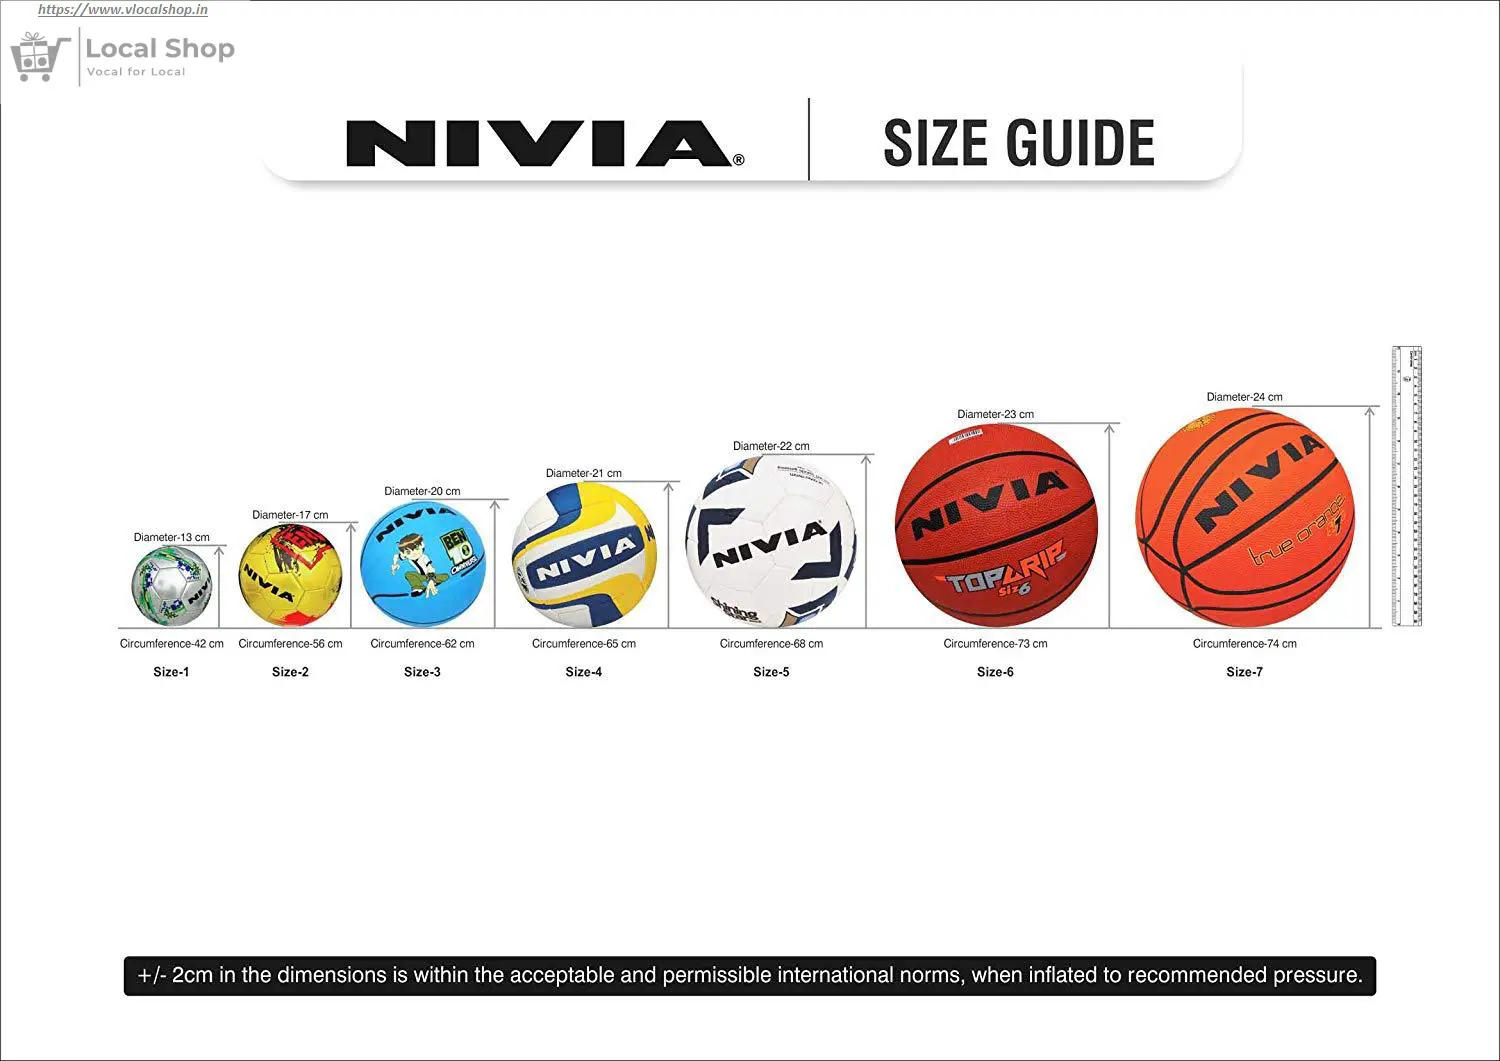 https://www.vlocalshop.in
Local Shop
Vocal for Local
NIVIA®
SIZE GUIDE
Diameter-13 cm
Diameter-17 cm
Diameter-20 cm
Diameter-21 cm
Diameter-22 cm
Diameter-23 cm
Diameter-24 cm
NIVIA
NIVIA
NIVIA
BEN
10
OMNIVERSE
NIVIA
NIVIA
Shining
NIVIA
TOPGRIP
Size 6
NIVIA
true orange
Circumference-42 cm
Circumference-56 cm
Circumference-62 cm
Circumference-65 cm
Circumference-68 cm
Circumference-73 cm
Circumference-74 cm
Size-1
Size-2
Size-3
Size-4
Size-5
Size-6
Size-7
+/- 2cm in the dimensions is within the acceptable and permissible international norms, when inflated to recommended pressure.